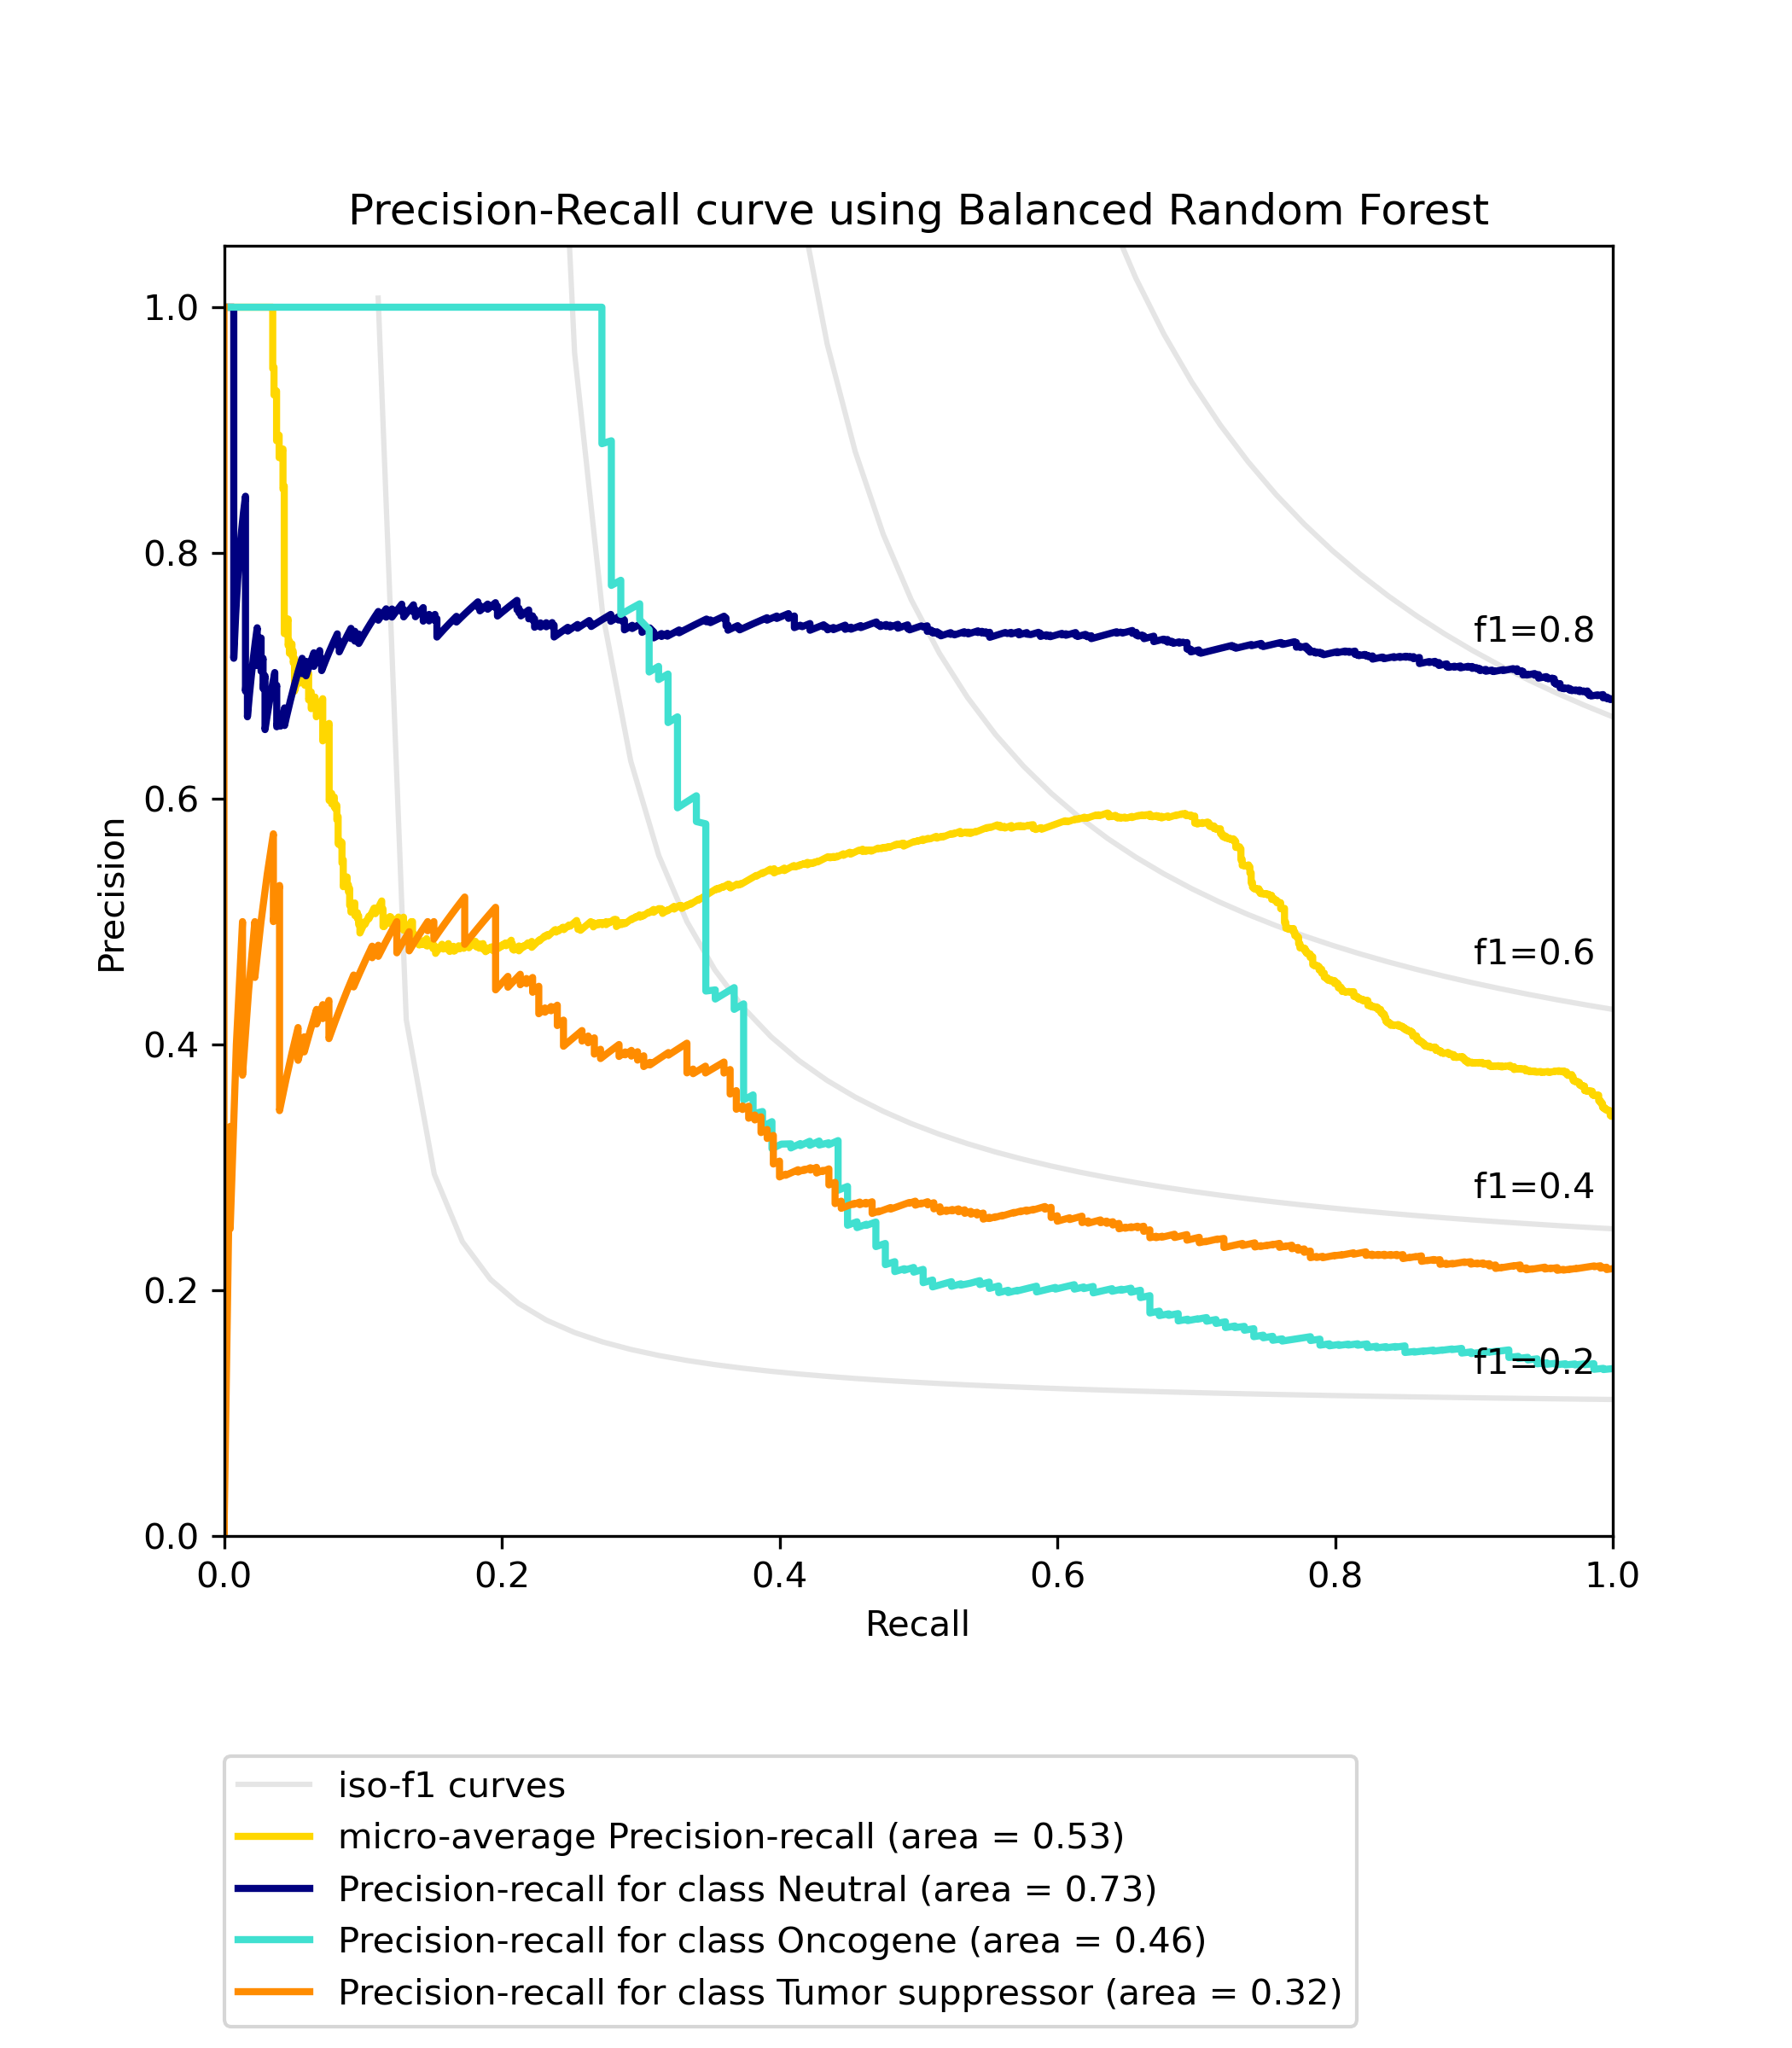 Precision-Recall curve using Balanced Random Forest
1.0
0.8
0.6
0.4
0.2
0.0
Precision
f1=0.8
f1=0.6
f1=0.4
f1=0.2
0.0 0.2 0.4 0.6 0.8 1.0
Recall
iso-f1 curves
micro-average Precision-recall (area = 0.53)
Precision-recall for class Neutral (area = 0.73)
Precision-recall for class Oncogene (area = 0.46)
Precision-recall for class Tumor suppressor (area = 0.32)